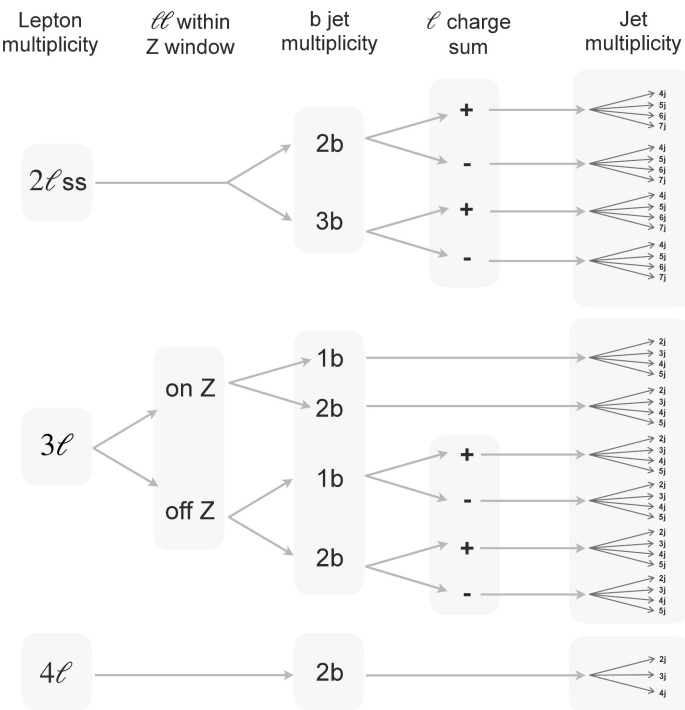 Lepton
multiplicity
ℓℓ within
Z window
b jet
multiplicity
ℓ charge
sum
Jet
multiplicity
2ℓ ss
2b
+
4j
5j
6j
7j
-
4j
5j
6j
7j
3b
+
4j
5j
6j
7j
-
4j
5j
6j
7j
3ℓ
on Z
1b
2j
3j
4j
5j
2b
2j
3j
4j
5j
off Z
1b
+
2j
3j
4j
5j
-
2j
3j
4j
5j
2b
+
2j
3j
4j
5j
-
2j
3j
4j
5j
4ℓ
2b
2j
3j
4j